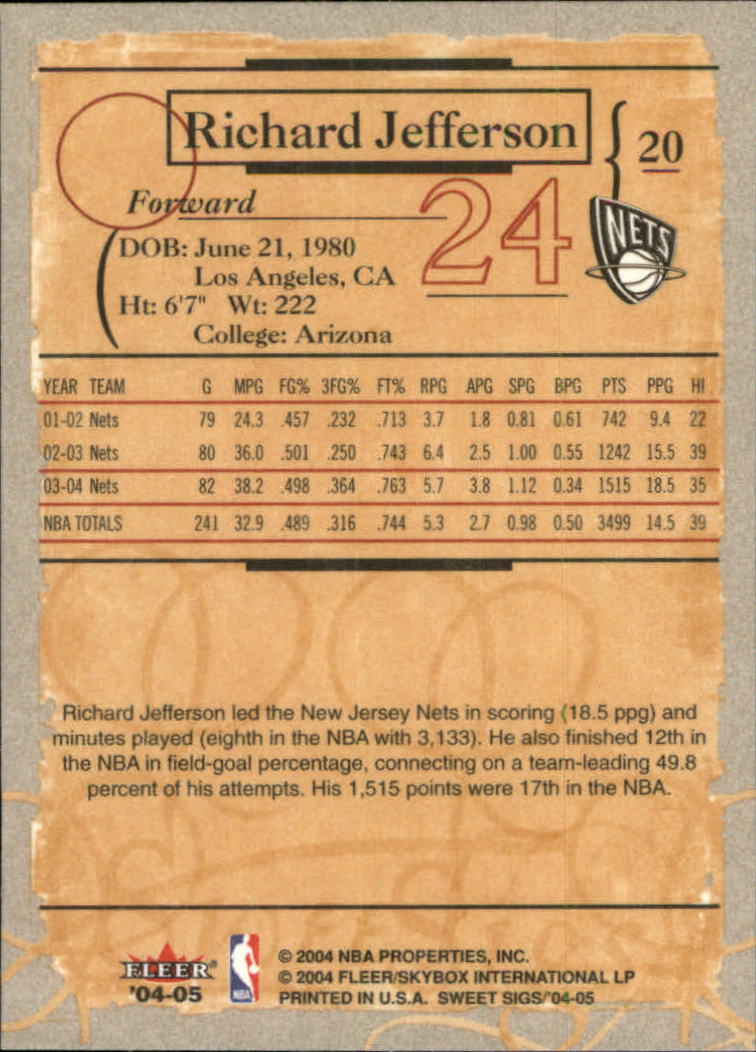 Richard Jefferson
20
Forward
24
NETS
DOB: June 21, 1980
Los Angeles, CA
Ht: 6'7" Wt: 222
College: Arizona
YEAR TEAM G MPG FG% 3FG% FT% RPG APG SPG BPG PTS PPG HI
01-02 Nets 79 24.3 .457 .232 .713 3.7 1.8 0.81 0.61 742 9.4 22
02-03 Nets 80 36.0 .501 .250 .743 6.4 2.5 1.00 0.55 1242 15.5 39
03-04 Nets 82 38.2 .498 .364 .763 5.7 3.8 1.12 0.34 1515 18.5 35
NBA TOTALS 241 32.9 .489 .316 .744 5.3 2.7 0.98 0.50 3499 14.5 39
Richard Jefferson led the New Jersey Nets in scoring (18.5 ppg) and
minutes played (eighth in the NBA with 3,133). He also finished 12th in
the NBA in field-goal percentage, connecting on a team-leading 49.8
percent of his attempts. His 1,515 points were 17th in the NBA.
FLEER®
'04-05
NBA
© 2004 NBA PROPERTIES, INC.
© 2004 FLEER/SKYBOX INTERNATIONAL LP
PRINTED IN U.S.A. SWEET SIGS/'04-05